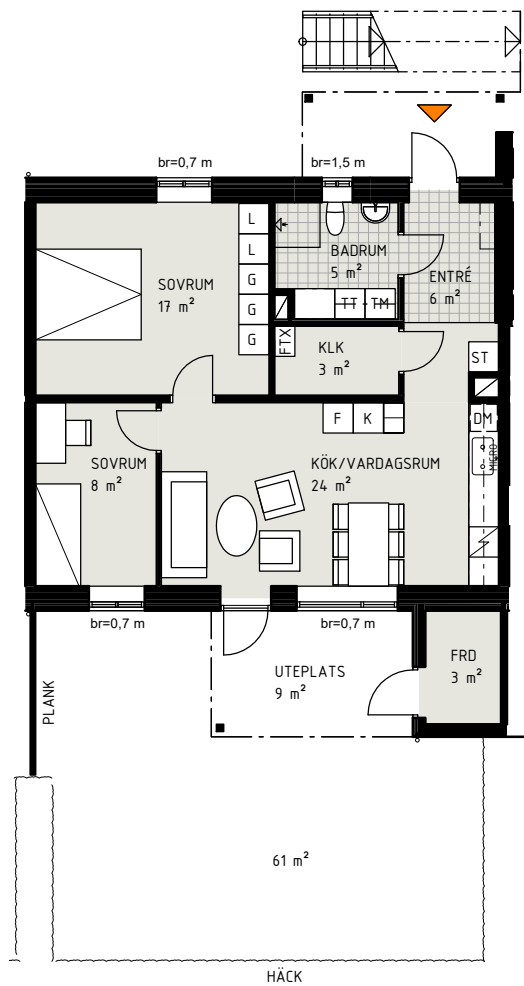 br=0,7 m
br=1,5 m
L
L
G
G
G
SOVRUM
17 m²
BADRUM
5 m²
TT
TM
ENTRÉ
6 m²
FTX
KLK
3 m²
ST
F
K
DM
MICRO
SOVRUM
8 m²
KÖK/VARDAGSRUM
24 m²
br=0,7 m
br=0,7 m
PLANK
UTEPLATS
9 m²
FRD
3 m²
61 m²
HÄCK